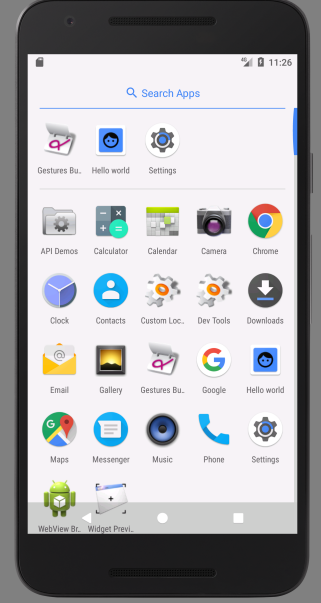 4G 11:26
Search Apps
Gestures Bu.. Hello world Settings
API Demos Calculator Calendar Camera Chrome
Clock Contacts Custom Loc.. Dev Tools Downloads
Email Gallery Gestures Bu.. Google Hello world
Maps Messenger Music Phone Settings
WebView Br.. Widget Previ..